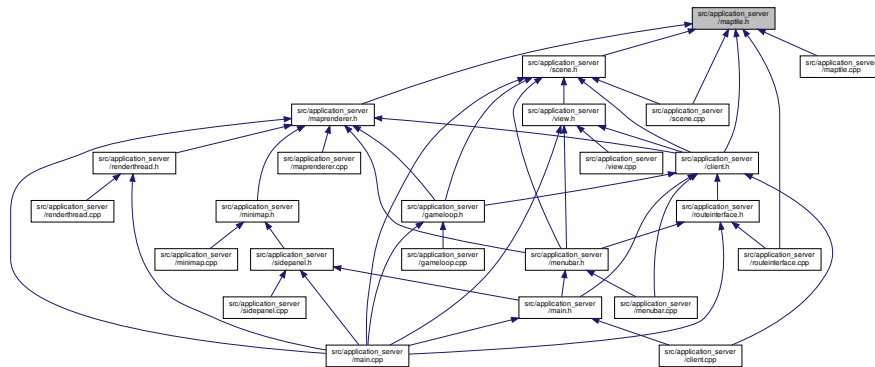 src/application_server
/maptile.h
src/application_server
/scene.h
src/application_server
/maptile.cpp
src/application_server
/maprenderer.h
src/application_server
/view.h
src/application_server
/scene.cpp
src/application_server
/renderthread.h
src/application_server
/maprenderer.cpp
src/application_server
/view.cpp
src/application_server
/client.h
src/application_server
/renderthread.cpp
src/application_server
/minimap.h
src/application_server
/gameloop.h
src/application_server
/routeinterface.h
src/application_server
/minimap.cpp
src/application_server
/sidepanel.h
src/application_server
/gameloop.cpp
src/application_server
/menubar.h
src/application_server
/routeinterface.cpp
src/application_server
/sidepanel.cpp
src/application_server
/main.h
src/application_server
/menubar.cpp
src/application_server
/main.cpp
src/application_server
/client.cpp